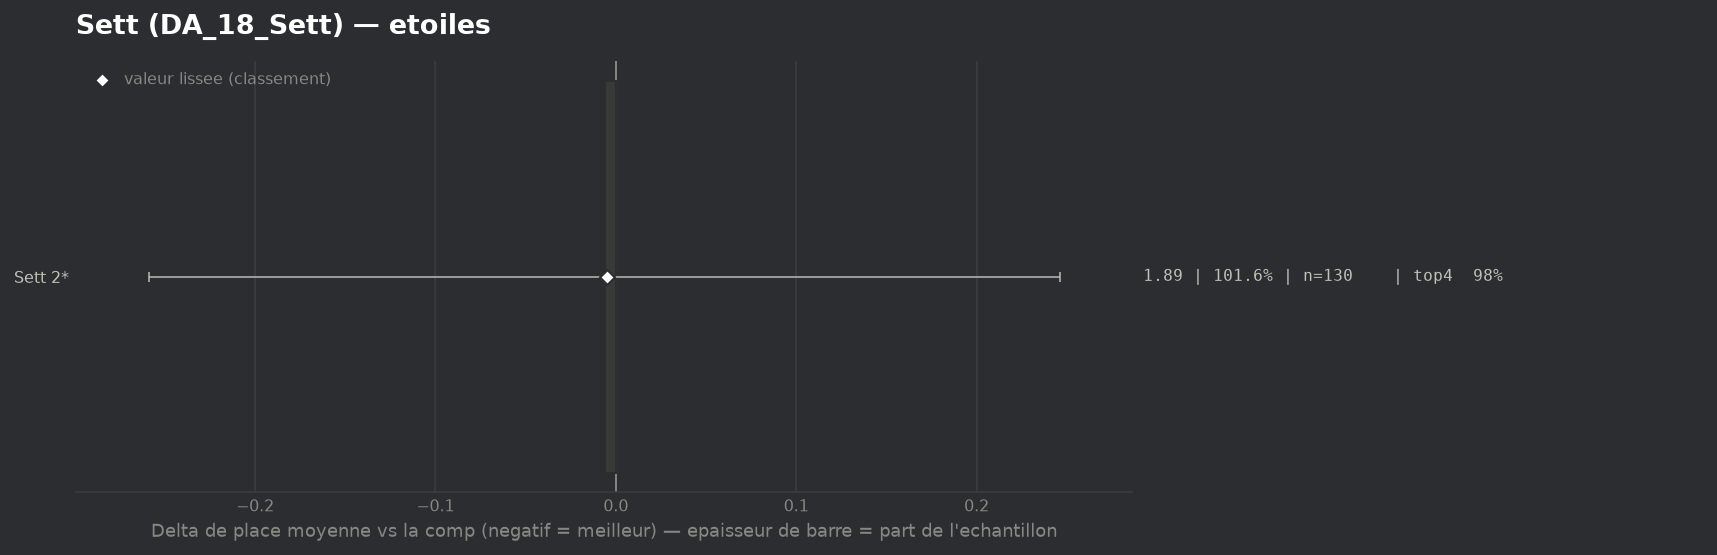 Sett (DA_18_Sett) — etoiles
valeur lissee (classement)
Sett 2*
1.89 | 101.6% | n=130    | top4  98%
−0.2 −0.1 0.0 0.1 0.2
Delta de place moyenne vs la comp (negatif = meilleur) — epaisseur de barre = part de l'echantillon